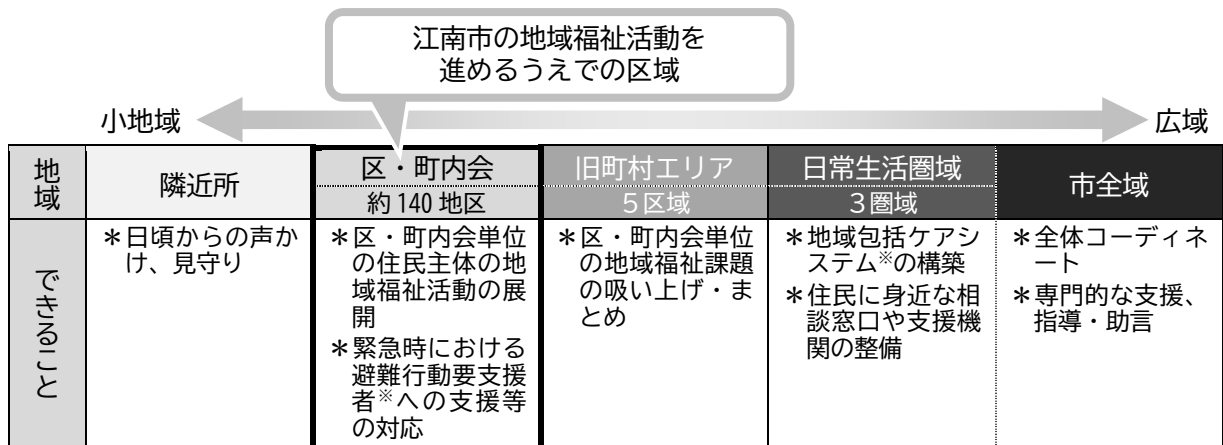 江南市の地域福祉活動を
進めるうえでの区域
小地域
広域
地域
隣近所
区・町内会
約140地区
旧町村エリア
5区域
日常生活圏域
3圏域
市全域
できること
＊日頃からの声か
け、見守り
＊区・町内会単位
の住民主体の地
域福祉活動の展
開
＊緊急時における
避難行動要支援
者※への支援等
の対応
＊区・町内会単位
の地域福祉課題
の吸い上げ・ま
とめ
＊地域包括ケアシ
ステム※の構築
＊住民に身近な相
談窓口や支援機
関の整備
＊全体コーディネ
ート
＊専門的な支援、
指導・助言